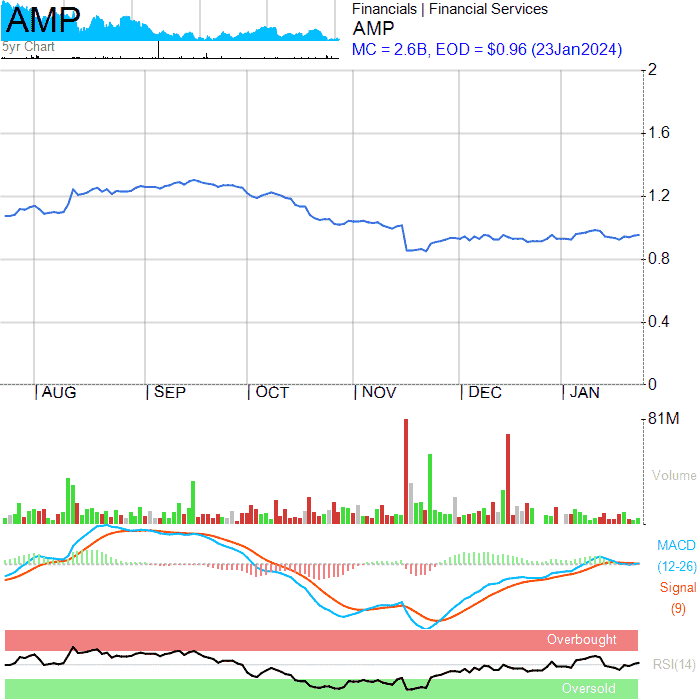 AMP
5yr Chart
Financials | Financial Services
AMP
MC = 2.6B, EOD = $0.96 (23Jan2024)
2
1.6
1.2
0.8
0.4
0
AUG SEP OCT NOV DEC JAN
81M
Volume
MACD
(12-26)
Signal
(9)
Overbought
RSI(14)
Oversold